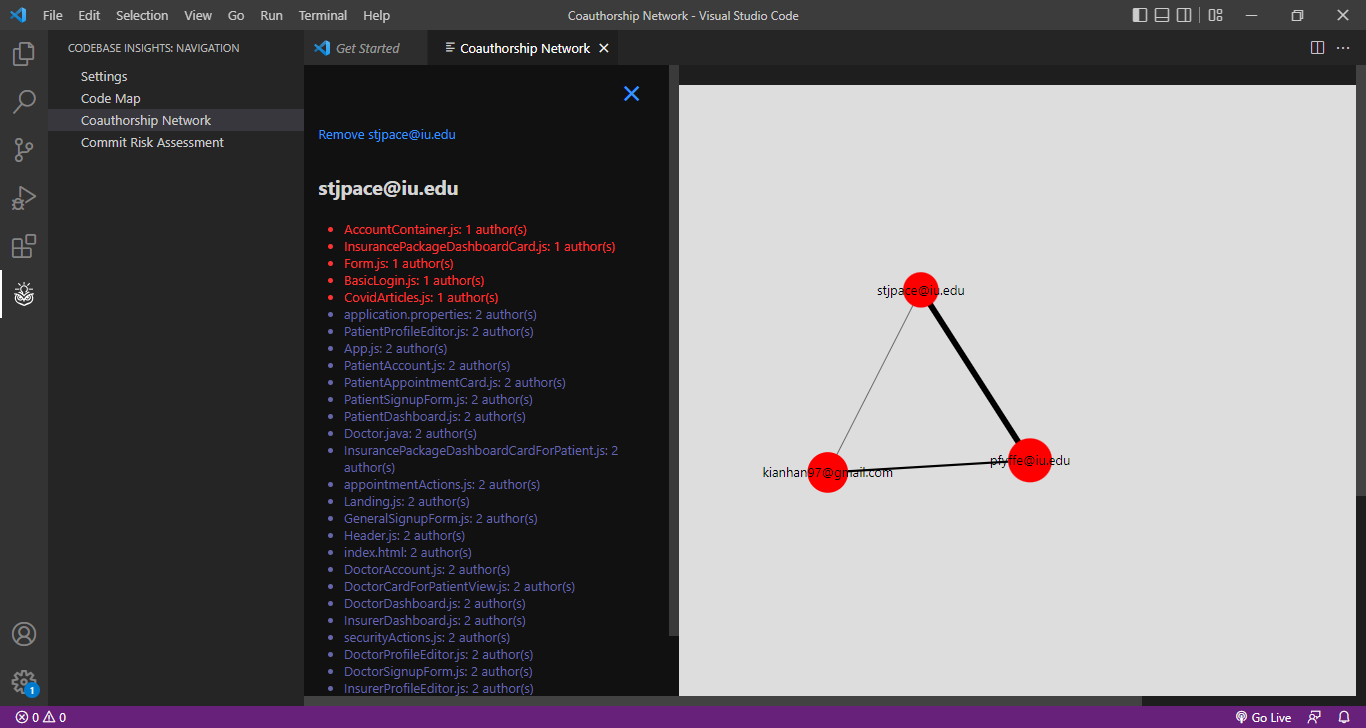 File Edit Selection View Go Run Terminal Help
Coauthorship Network - Visual Studio Code
CODEBASE INSIGHTS: NAVIGATION
Settings
Code Map
Coauthorship Network
Commit Risk Assessment
Get Started
Coauthorship Network
Remove stjpace@iu.edu
stjpace@iu.edu
AccountContainer.js: 1 author(s)
InsurancePackageDashboardCard.js: 1 author(s)
Form.js: 1 author(s)
BasicLogin.js: 1 author(s)
CovidArticles.js: 1 author(s)
application.properties: 2 author(s)
PatientProfileEditor.js: 2 author(s)
App.js: 2 author(s)
PatientAccount.js: 2 author(s)
PatientAppointmentCard.js: 2 author(s)
PatientSignupForm.js: 2 author(s)
PatientDashboard.js: 2 author(s)
Doctor.java: 2 author(s)
InsurancePackageDashboardCardForPatient.js: 2
author(s)
appointmentActions.js: 2 author(s)
Landing.js: 2 author(s)
GeneralSignupForm.js: 2 author(s)
Header.js: 2 author(s)
index.html: 2 author(s)
DoctorAccount.js: 2 author(s)
DoctorCardForPatientView.js: 2 author(s)
DoctorDashboard.js: 2 author(s)
InsurerDashboard.js: 2 author(s)
securityActions.js: 2 author(s)
DoctorProfileEditor.js: 2 author(s)
DoctorSignupForm.js: 2 author(s)
InsurerProfileEditor.js: 2 author(s)
stjpace@iu.edu
pfyffe@iu.edu
kianhan97@gmail.com
1
0 0
Go Live